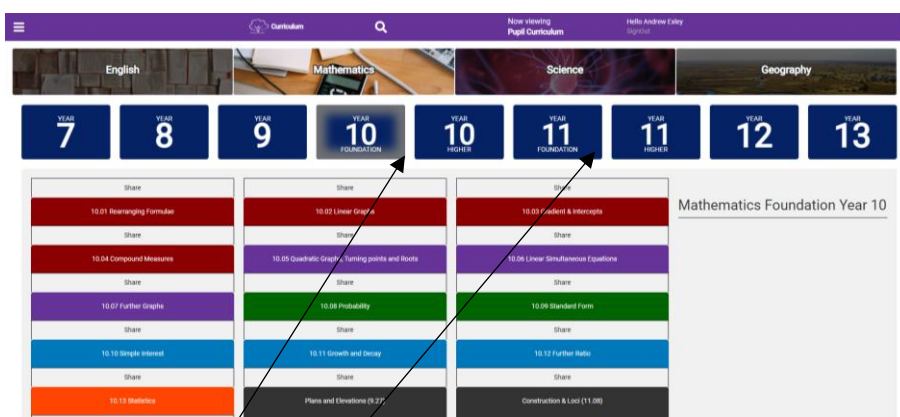 Curriculum
Now viewing
Pupil Curriculum
Hello Andrew Exley
SignOut
English
Mathematics
Science
Geography
YEAR
7
YEAR
8
YEAR
9
YEAR
10
FOUNDATION
YEAR
10
HIGHER
YEAR
11
FOUNDATION
YEAR
11
HIGHER
YEAR
12
YEAR
13
Share
Share
Share
Mathematics Foundation Year 10
10.01 Rearranging Formulae
10.02 Linear Graphs
10.03 Gradient & Intercepts
Share
Share
Share
10.04 Compound Measures
10.05 Quadratic Graphs, Turning points and Roots
10.06 Linear Simultaneous Equations
Share
Share
Share
10.07 Further Graphs
10.08 Probability
10.09 Standard Form
Share
Share
Share
10.10 Simple Interest
10.11 Growth and Decay
10.12 Further Ratio
Share
Share
Share
10.13 Statistics
Plans and Elevations (9.27)
Construction & Loci (11.08)